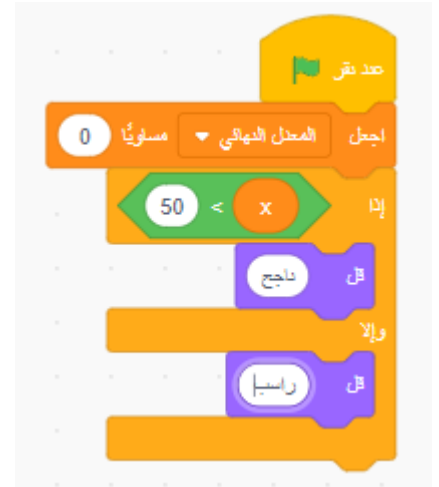 عند نقر
اجعل المعدل النهائي مساويًا 0
إذا 50 < x
قل ناجح
وإلا
قل راسب